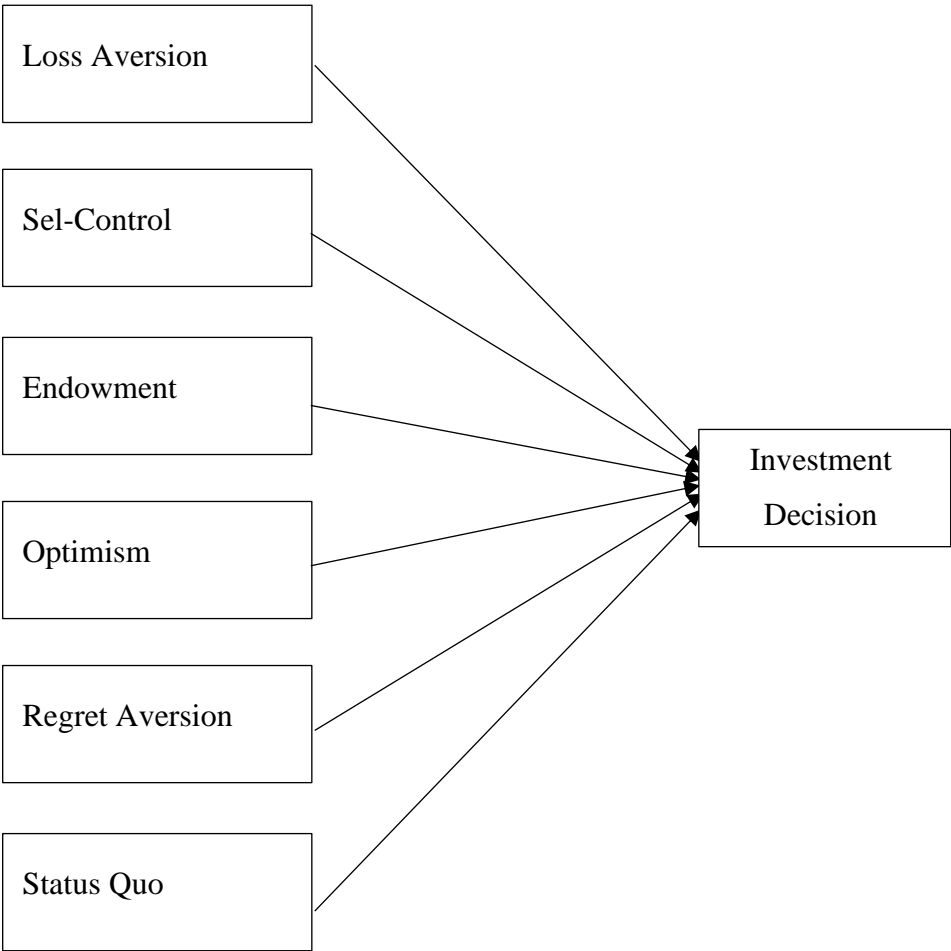 Loss Aversion
Sel-Control
Endowment
Optimism
Regret Aversion
Status Quo
Investment
Decision